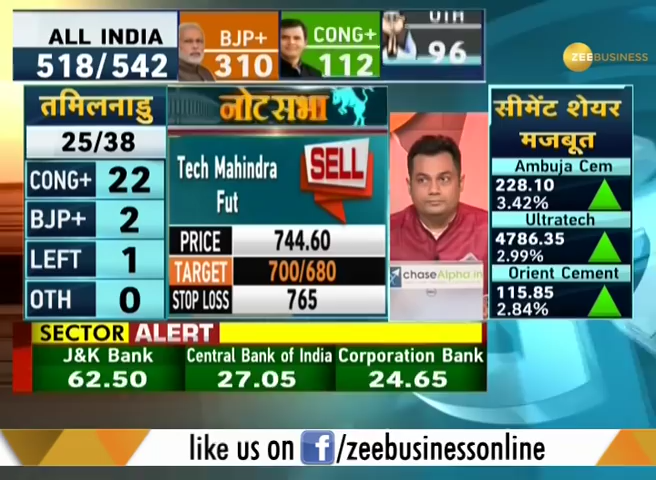 ALL INDIA
518/542
BJP+
310
CONG+
112
OTH
96
ZEE BUSINESS
तमिलनाडु
25/38
CONG+ 22
BJP+ 2
LEFT 1
OTH 0
नोटसभा
Tech Mahindra
Fut
SELL
PRICE 744.60
TARGET 700/680
STOP LOSS 765
chaseAlpha.in
सीमेंट शेयर
मजबूत
Ambuja Cem
228.10
3.42%
Ultratech
4786.35
2.99%
Orient Cement
115.85
2.84%
SECTOR ALERT
J&K Bank
62.50
Central Bank of India
27.05
Corporation Bank
24.65
like us on f/zeebusinessonline